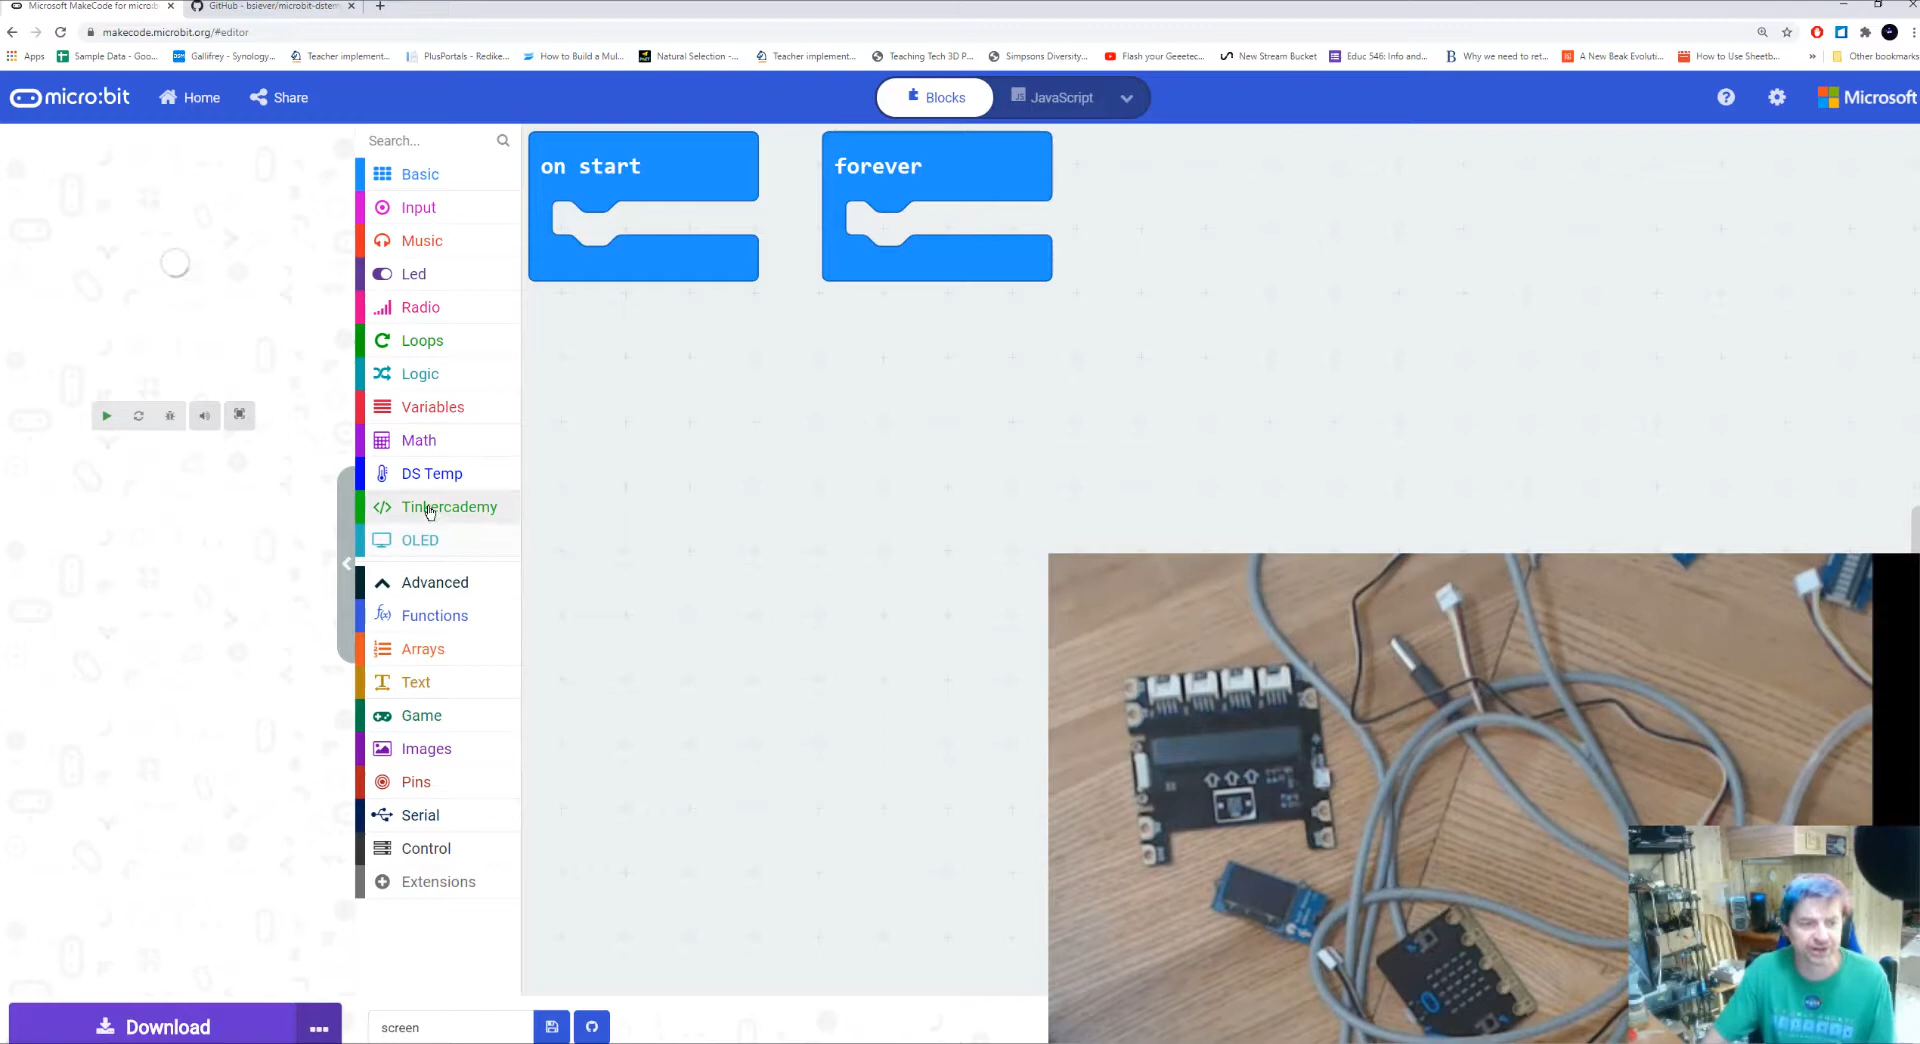 Microsoft MakeCode for micro:b
GitHub - bsiever/microbit-dstem
makecode.microbit.org/#editor
Apps
Sample Data - Goo...
Gallifrey - Synology...
Teacher implement...
PlusPortals - Redike...
How to Build a Mul...
Natural Selection -...
Teacher implement...
Teaching Tech 3D P...
Simpsons Diversity...
Flash your Geeetec...
New Stream Bucket
Educ 546: Info and...
Why we need to ret...
A New Beak Evoluti...
How to Use Sheetb...
Other bookmarks
micro:bit
Home
Share
Blocks
JavaScript
Microsoft
Search...
Basic
Input
Music
Led
Radio
Loops
Logic
Variables
Math
DS Temp
Tinkercademy
OLED
Advanced
Functions
Arrays
Text
Game
Images
Pins
Serial
Control
Extensions
on start
forever
Download
screen